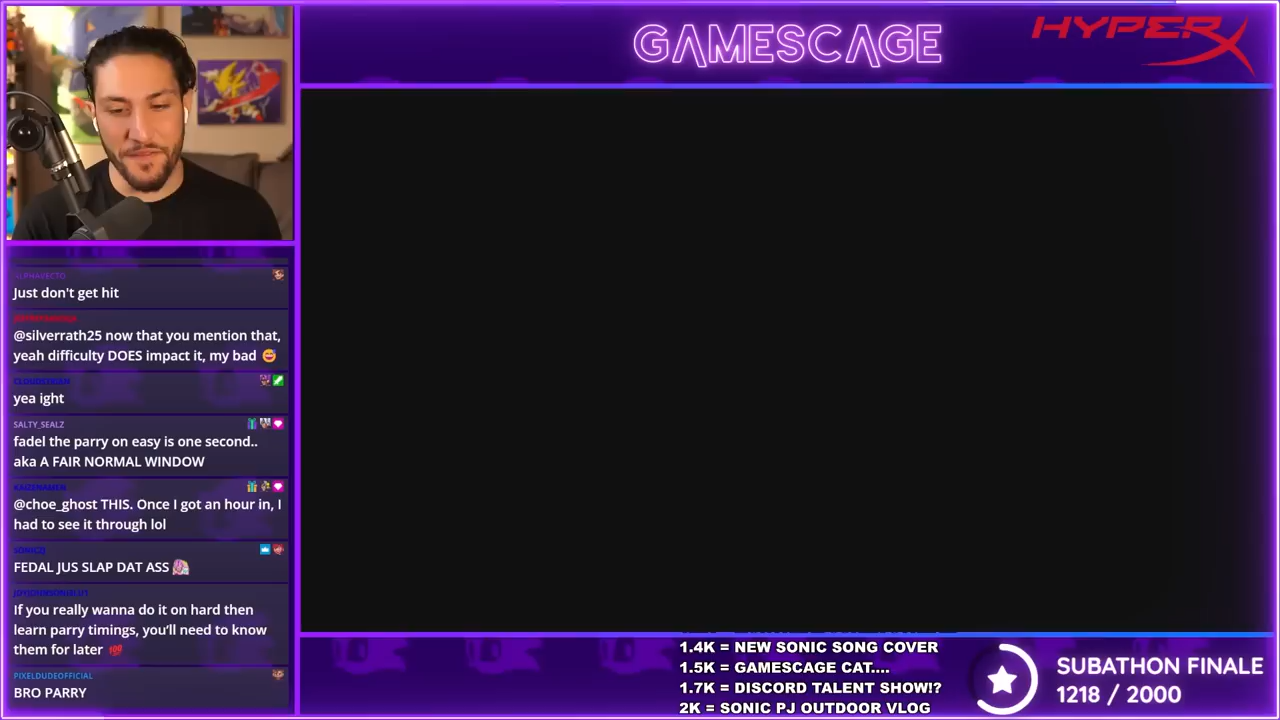 GAMESCAGE
HYPERX
ALPHAVECTO
Just don't get hit
@silverrath25 now that you mention that,
yeah difficulty DOES impact it, my bad 😅
yea ight
SALTY_SEALZ
fadel the parry on easy is one second..
aka A FAIR NORMAL WINDOW
@choe_ghost THIS. Once I got an hour in, I
had to see it through lol
FEDAL JUS SLAP DAT ASS
If you really wanna do it on hard then
learn parry timings, you'll need to know
them for later 💯
PIXELDUDEOFFICIAL
BRO PARRY
1.4K = NEW SONIC SONG COVER
1.5K = GAMESCAGE CAT....
1.7K = DISCORD TALENT SHOW!?
2K = SONIC PJ OUTDOOR VLOG
SUBATHON FINALE
1218 / 2000